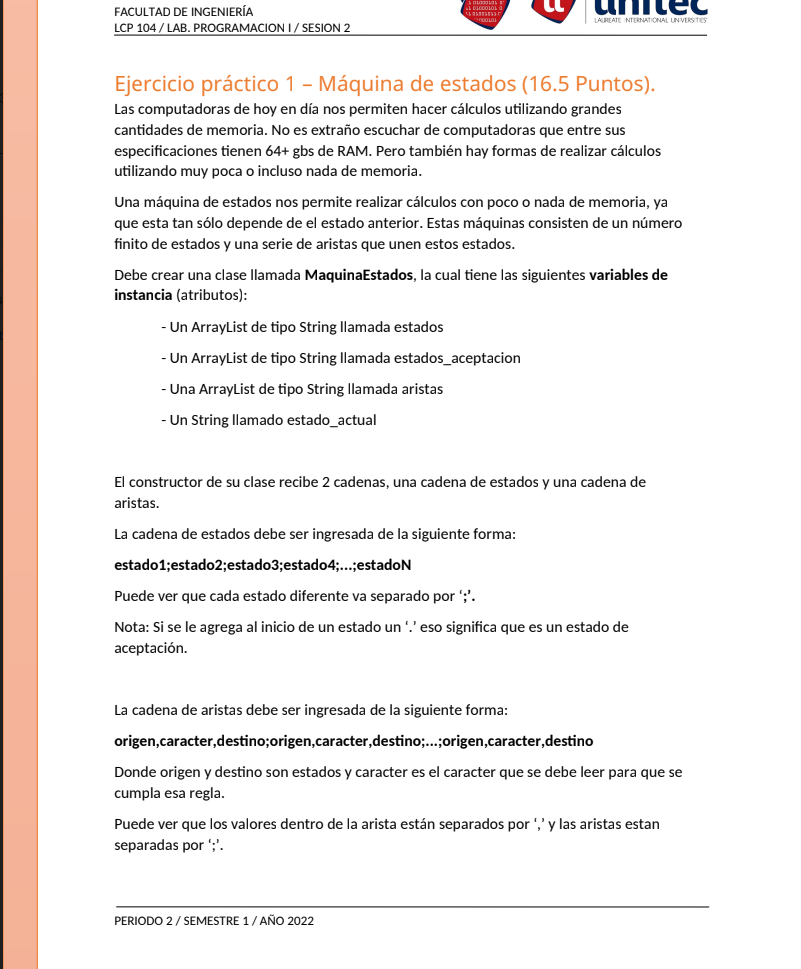 FACULTAD DE INGENIERÍA
LCP 104 / LAB. PROGRAMACION I / SESION 2
unitec
LAUREATE INTERNATIONAL UNIVERSITIES
Ejercicio práctico 1 – Máquina de estados (16.5 Puntos).
Las computadoras de hoy en día nos permiten hacer cálculos utilizando grandes
cantidades de memoria. No es extraño escuchar de computadoras que entre sus
especificaciones tienen 64+ gbs de RAM. Pero también hay formas de realizar cálculos
utilizando muy poca o incluso nada de memoria.
Una máquina de estados nos permite realizar cálculos con poco o nada de memoria, ya
que esta tan sólo depende de el estado anterior. Estas máquinas consisten de un número
finito de estados y una serie de aristas que unen estos estados.
Debe crear una clase llamada MaquinaEstados, la cual tiene las siguientes variables de
instancia (atributos):
- Un ArrayList de tipo String llamada estados
- Un ArrayList de tipo String llamada estados_aceptacion
- Una ArrayList de tipo String llamada aristas
- Un String llamado estado_actual
El constructor de su clase recibe 2 cadenas, una cadena de estados y una cadena de
aristas.
La cadena de estados debe ser ingresada de la siguiente forma:
estado1;estado2;estado3;estado4;...;estadoN
Puede ver que cada estado diferente va separado por ‘;’.
Nota: Si se le agrega al inicio de un estado un ‘.’ eso significa que es un estado de
aceptación.
La cadena de aristas debe ser ingresada de la siguiente forma:
origen,caracter,destino;origen,caracter,destino;...;origen,caracter,destino
Donde origen y destino son estados y caracter es el caracter que se debe leer para que se
cumpla esa regla.
Puede ver que los valores dentro de la arista están separados por ‘,’ y las aristas estan
separadas por ‘;’.
PERIODO 2 / SEMESTRE 1 / AÑO 2022